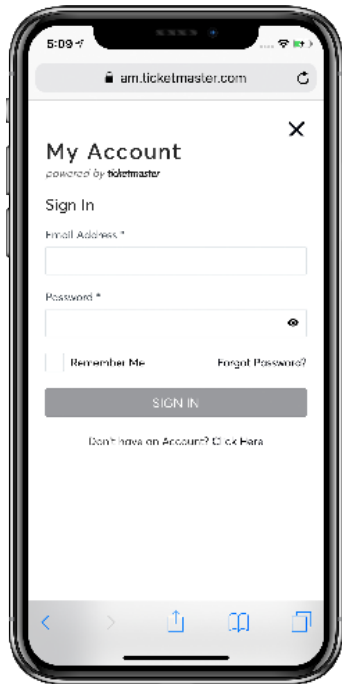 5:09
am.ticketmaster.com
My Account
powered by ticketmaster
Sign In
Email Address *
Password *
Remember Me Forgot Password?
SIGN IN
Don't have an Account? Click Here